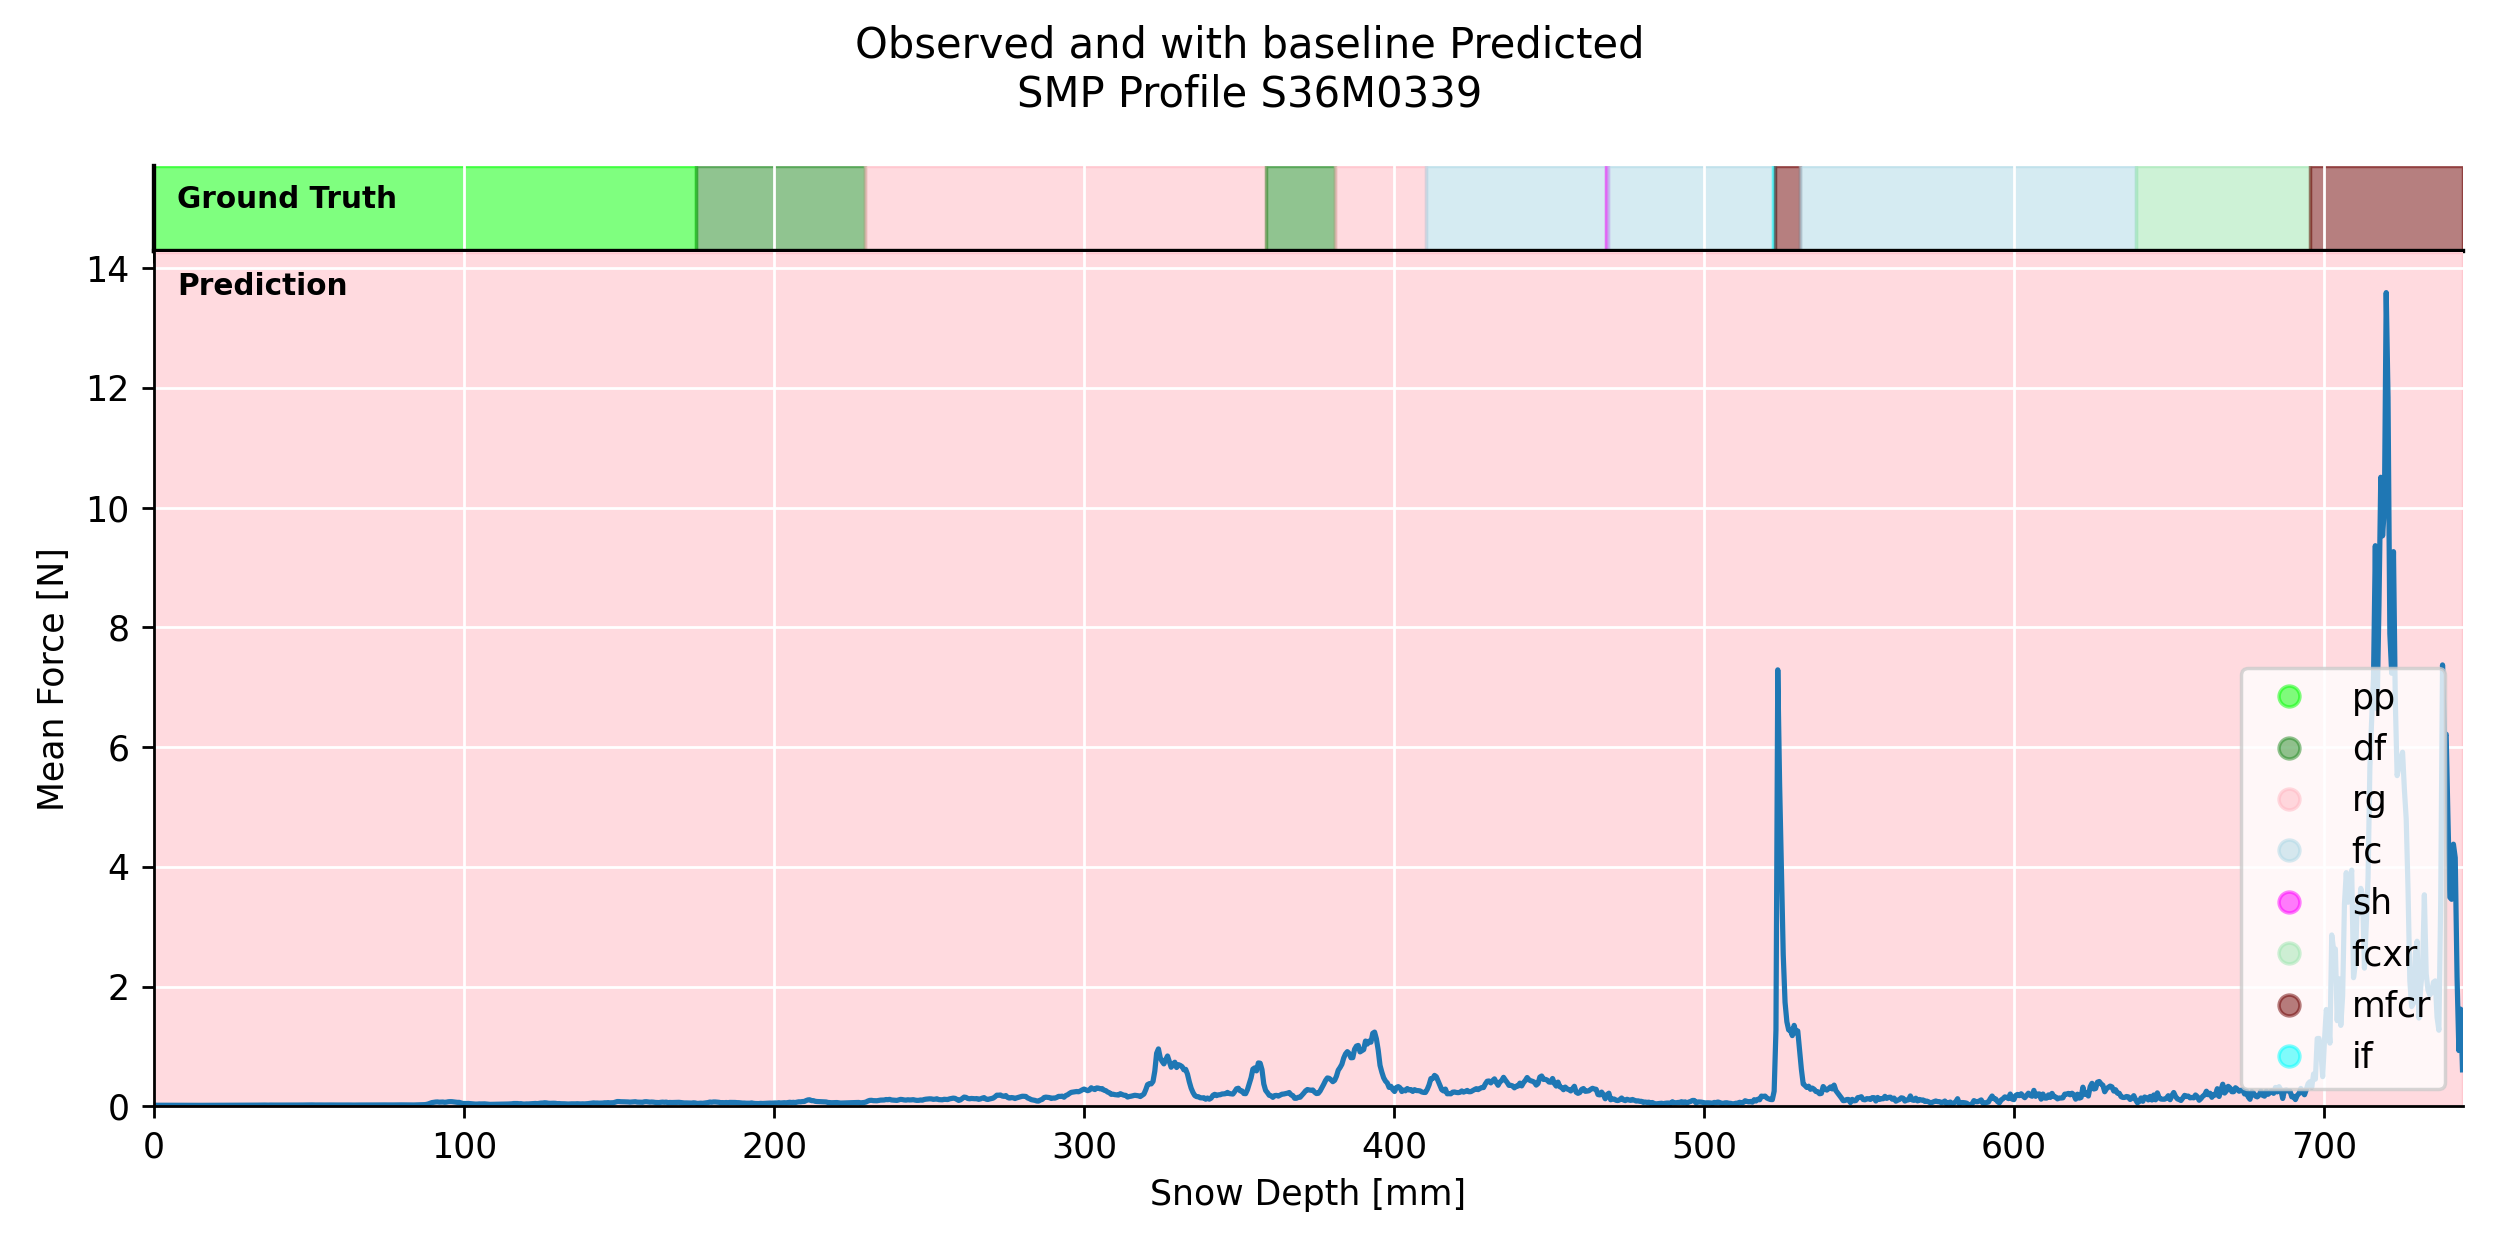 Observed and with baseline Predicted
SMP Profile S36M0339
Ground Truth
Prediction
14
12
10
8
6
4
2
0
Mean Force [N]
pp
df
rg
fc
sh
fcxr
mfcr
if
0 100 200 300 400 500 600 700
Snow Depth [mm]